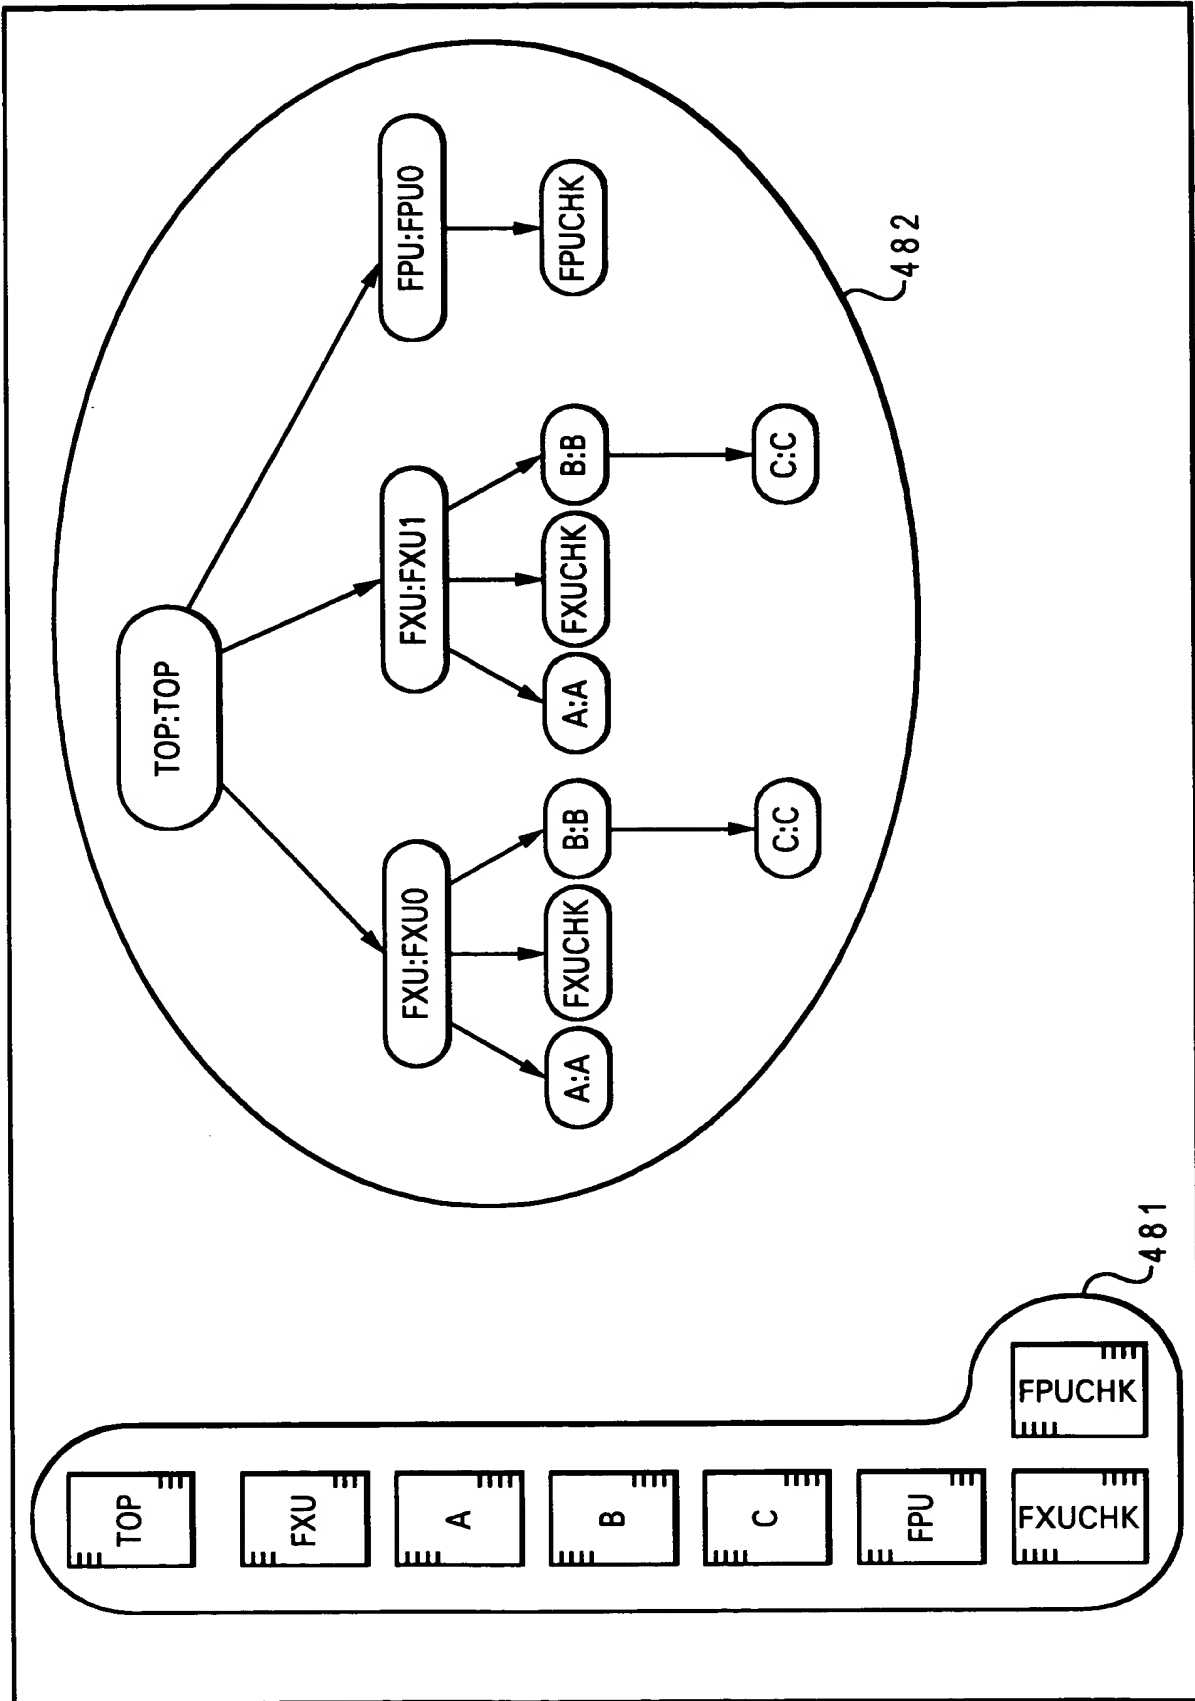 TOP
FXU
A
B
C
FPU
FXUCHK
FPUCHK
481
TOP:TOP
FXU:FXU0
FXU:FXU1
FPU:FPU0
A:A
FXUCHK
B:B
A:A
FXUCHK
B:B
FPUCHK
C:C
C:C
482